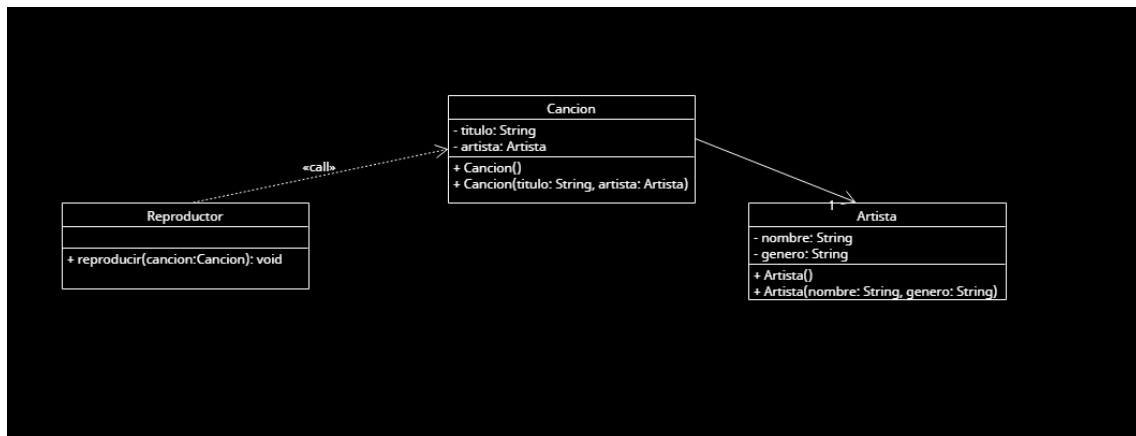 Cancion
- titulo: String
- artista: Artista
+ Cancion()
+ Cancion(titulo: String, artista: Artista)
«call»
Reproductor
+ reproducir(cancion:Cancion): void
1
Artista
- nombre: String
- genero: String
+ Artista()
+ Artista(nombre: String, genero: String)